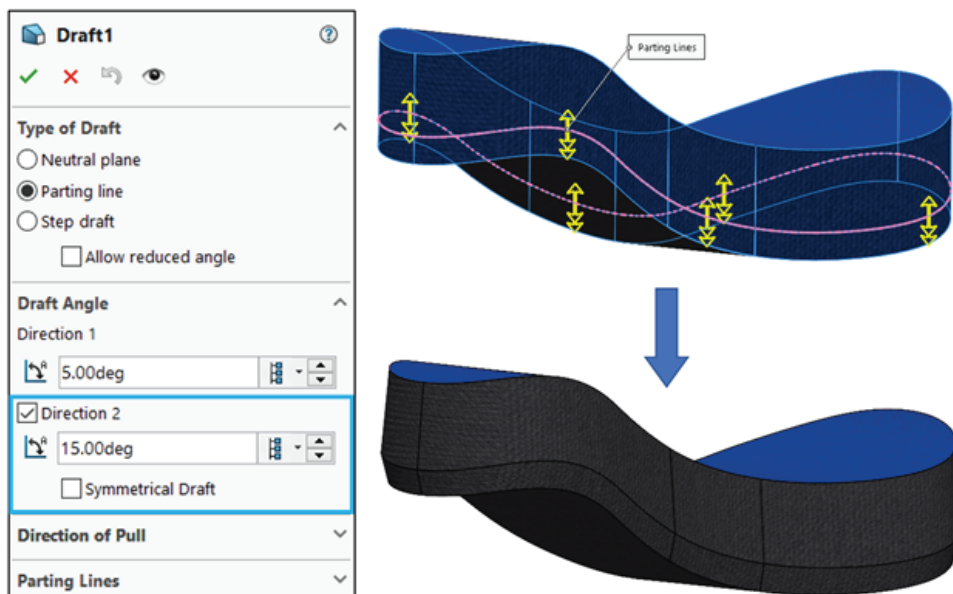 Draft1
Type of Draft
Neutral plane
Parting line
Step draft
Allow reduced angle
Draft Angle
Direction 1
5.00deg
Direction 2
15.00deg
Symmetrical Draft
Direction of Pull
Parting Lines
Parting Lines